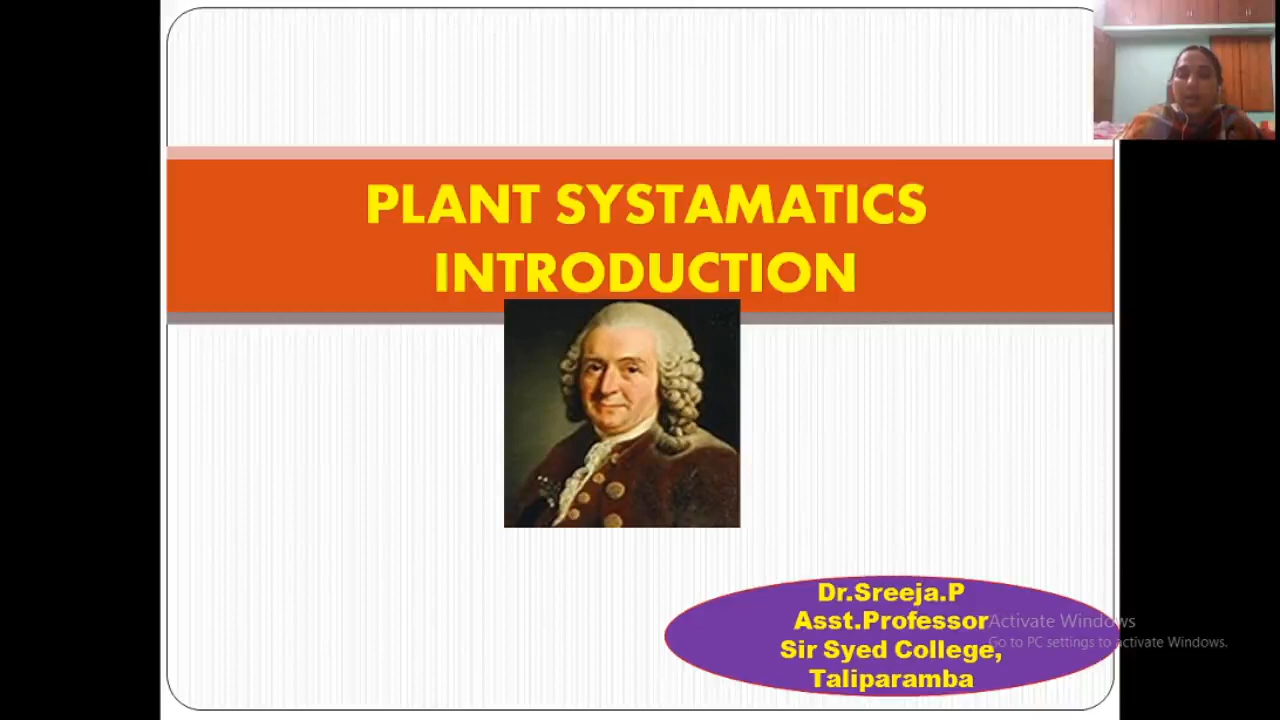 PLANT SYSTAMATICS
INTRODUCTION
Dr.Sreeja.P
Asst.Professor
Sir Syed College,
Taliparamba
Activate Windows
Go to PC settings to activate Windows.